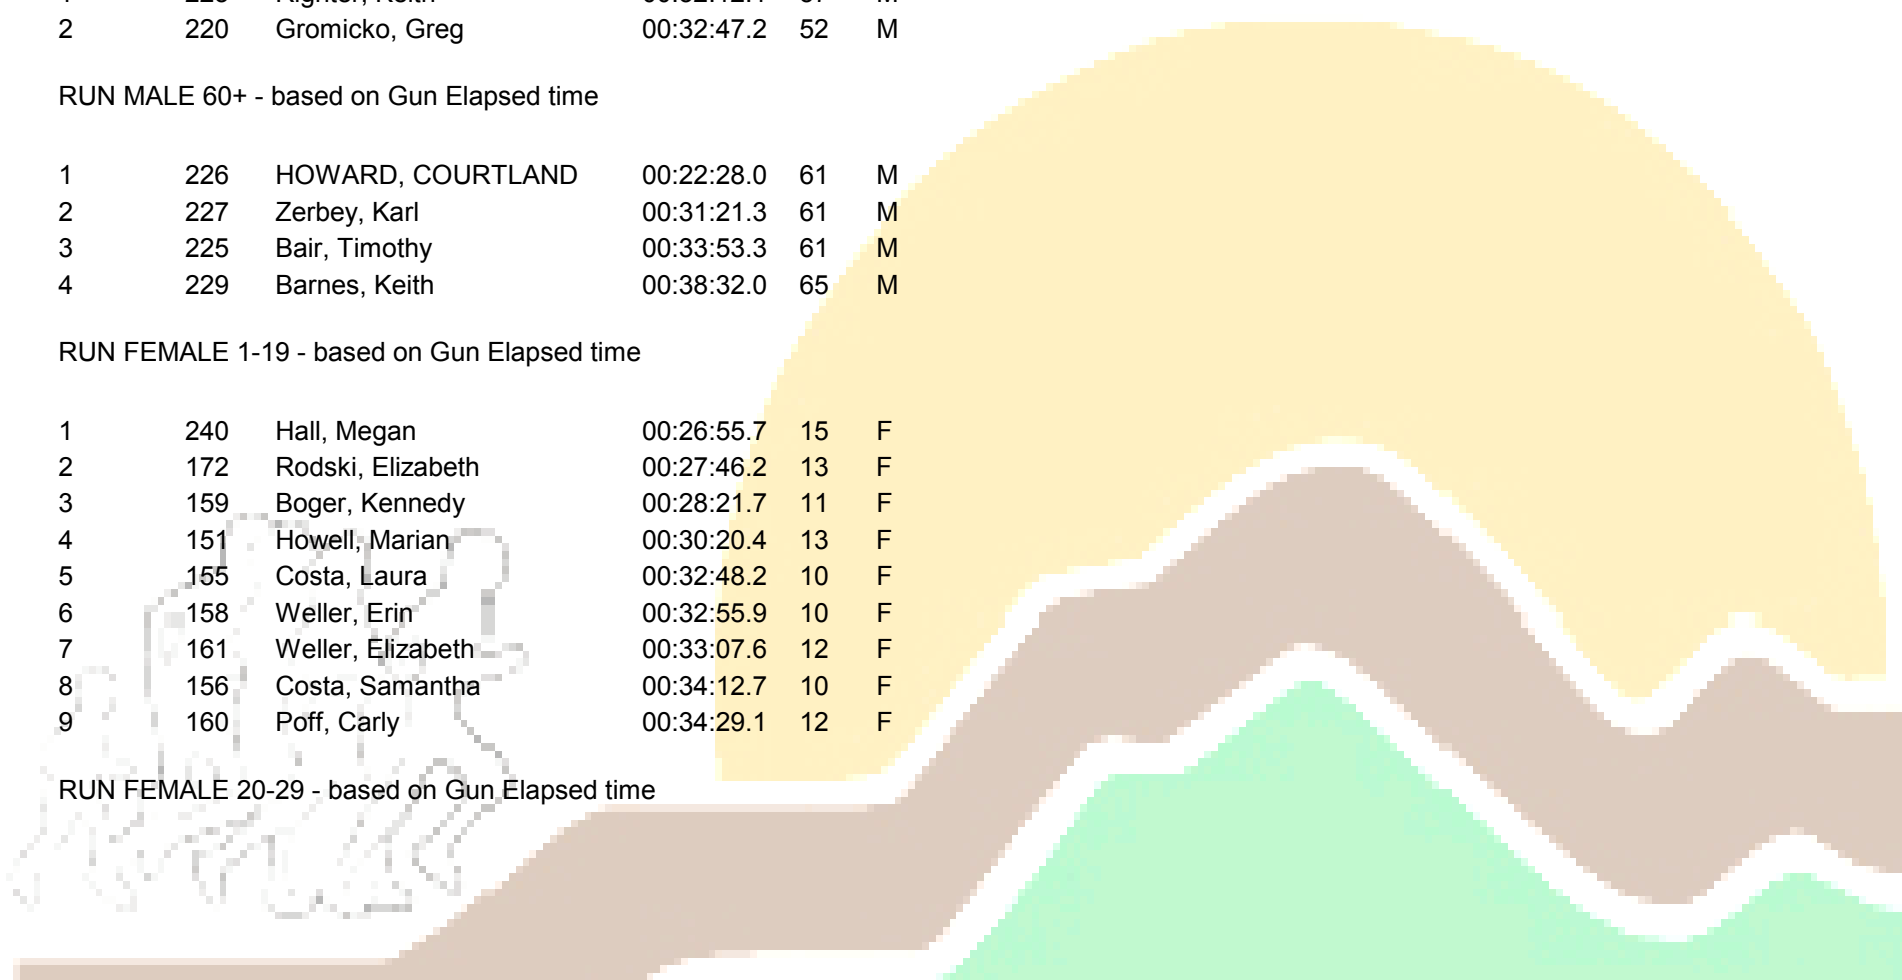 2 220 Gromicko, Greg 00:32:47.2 52 M
RUN MALE 60+ - based on Gun Elapsed time
1 226 HOWARD, COURTLAND 00:22:28.0 61 M
2 227 Zerbey, Karl 00:31:21.3 61 M
3 225 Bair, Timothy 00:33:53.3 61 M
4 229 Barnes, Keith 00:38:32.0 65 M
RUN FEMALE 1-19 - based on Gun Elapsed time
1 240 Hall, Megan 00:26:55.7 15 F
2 172 Rodski, Elizabeth 00:27:46.2 13 F
3 159 Boger, Kennedy 00:28:21.7 11 F
4 151 Howell, Marian 00:30:20.4 13 F
5 155 Costa, Laura 00:32:48.2 10 F
6 158 Weller, Erin 00:32:55.9 10 F
7 161 Weller, Elizabeth 00:33:07.6 12 F
8 156 Costa, Samantha 00:34:12.7 10 F
9 160 Poff, Carly 00:34:29.1 12 F
RUN FEMALE 20-29 - based on Gun Elapsed time